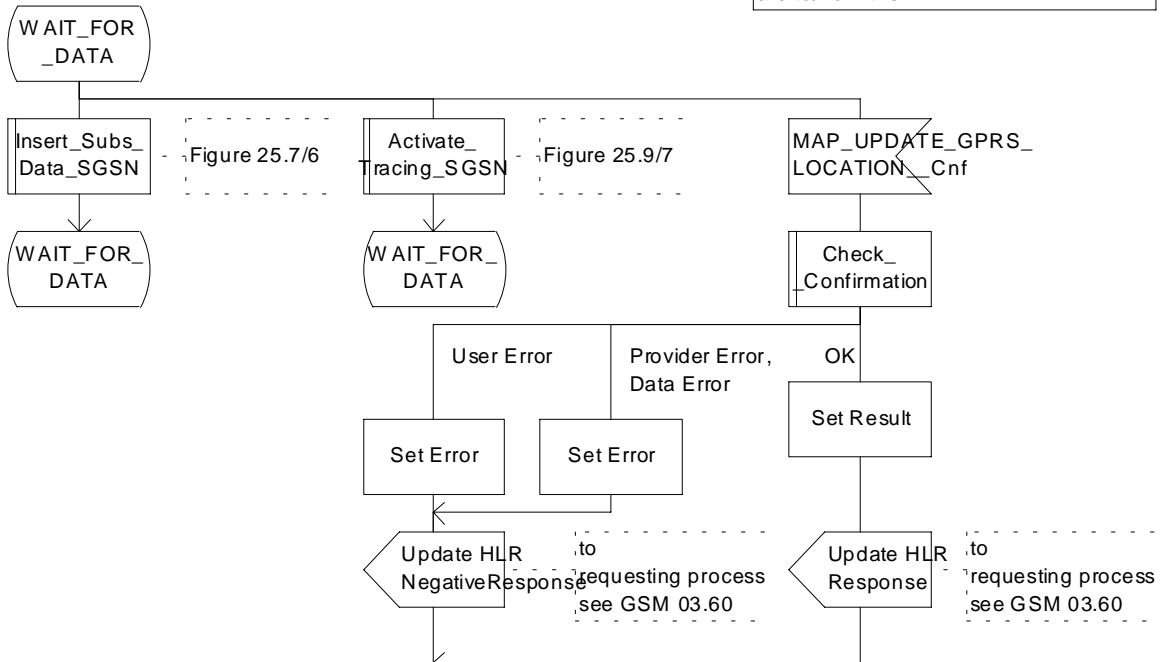 WAIT_FOR
_DATA
Insert_Subs_
Data_SGSN
Figure 25.7/6
Activate_
Tracing_SGSN
Figure 25.9/7
MAP_UPDATE_GPRS_
LOCATION__Cnf
WAIT_FOR_
DATA
WAIT_FOR_
DATA
Check_
_Confirmation
User Error
Provider Error,
Data Error
OK
Set Result
Set Error
Set Error
Update HLR
NegativeResponse
to
requesting process
see GSM 03.60
Update HLR
Response
to
requesting process
see GSM 03.60